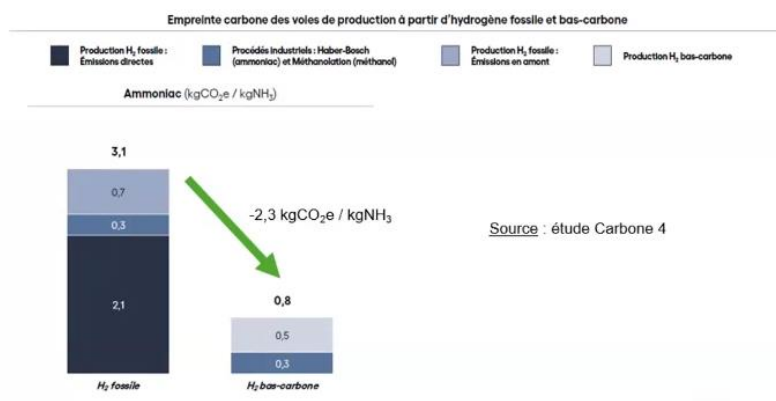 Empreinte carbone des voies de production à partir d'hydrogène fossile et bas-carbone
Production H₂ fossile :
Émissions directes
Procédés industriels : Haber-Bosch
(ammoniac) et Méthanolation (méthanol)
Production H₂ fossile :
Émissions en amont
Production H₂ bas-carbone
Ammoniac (kgCO₂e / kgNH₃)
3,1
0,7
0,3
2,1
H₂ fossile
-2,3 kgCO₂e / kgNH₃
0,8
0,5
0,3
H₂ bas-carbone
Source : étude Carbone 4